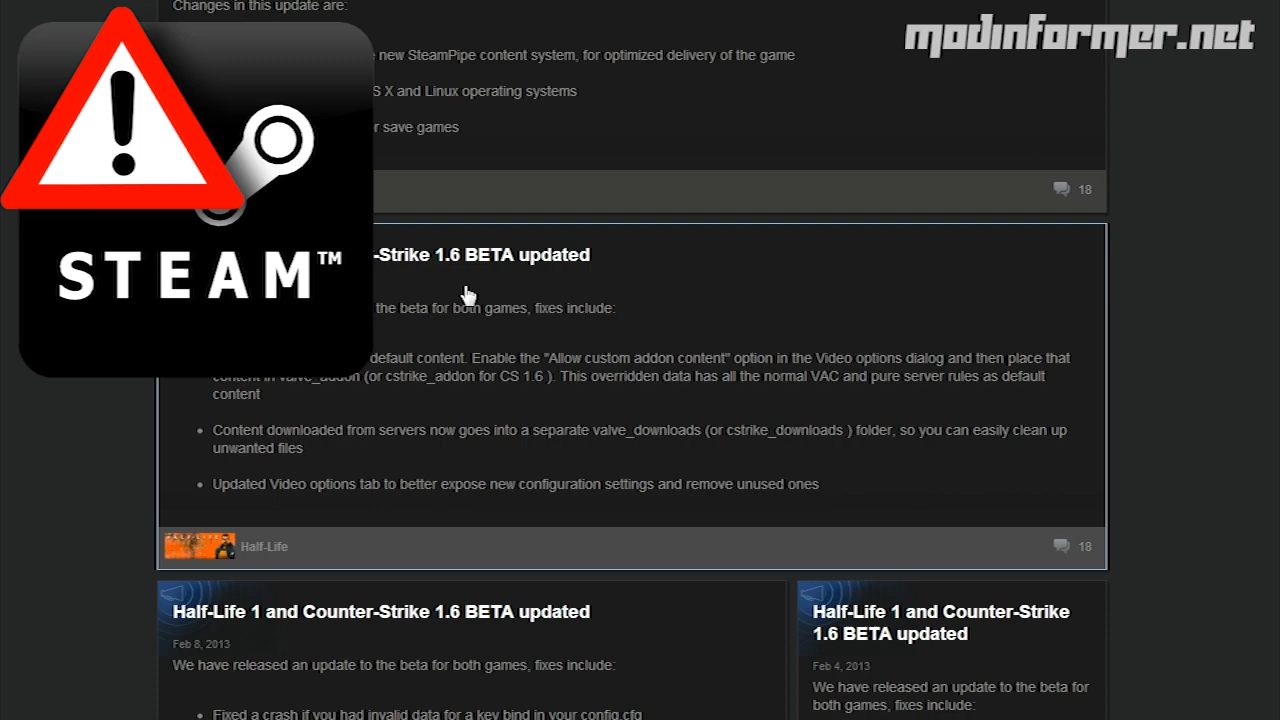 Changes in this update are:
modinformer.net
new SteamPipe content system, for optimized delivery of the game
S X and Linux operating systems
save games
18
STEAM™
-Strike 1.6 BETA updated
the beta for both games, fixes include:
default content. Enable the "Allow custom addon content" option in the Video options dialog and then place that
content in valve_addon (or cstrike_addon for CS 1.6 ). This overridden data has all the normal VAC and pure server rules as default
content
• Content downloaded from servers now goes into a separate valve_downloads (or cstrike_downloads ) folder, so you can easily clean up
unwanted files
• Updated Video options tab to better expose new configuration settings and remove unused ones
HALF-LIFE
Half-Life
18
Half-Life 1 and Counter-Strike 1.6 BETA updated
Feb 8, 2013
We have released an update to the beta for both games, fixes include:
• Fixed a crash if you had invalid data for a key bind in your config.cfg
Half-Life 1 and Counter-Strike
1.6 BETA updated
Feb 4, 2013
We have released an update to the beta for
both games, fixes include: